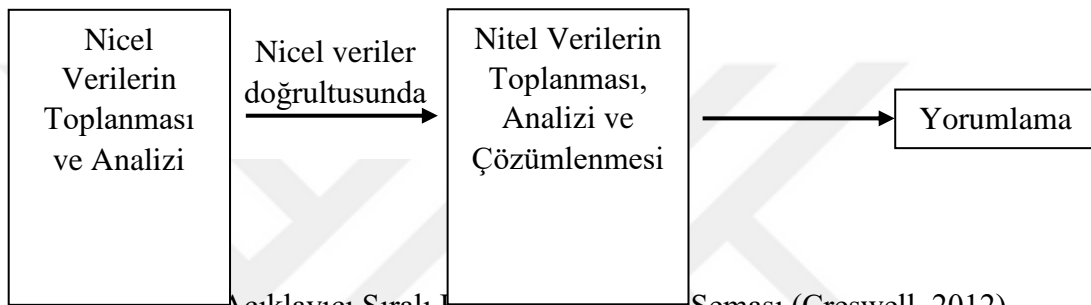 Nicel
Verilerin
Toplanması
ve Analizi
Nicel veriler
doğrultusunda
Nitel Verilerin
Toplanması,
Analizi ve
Çözümlenmesi
Yorumlama
Açıklayıcı Sıralı Şeması (Creswell, 2012)